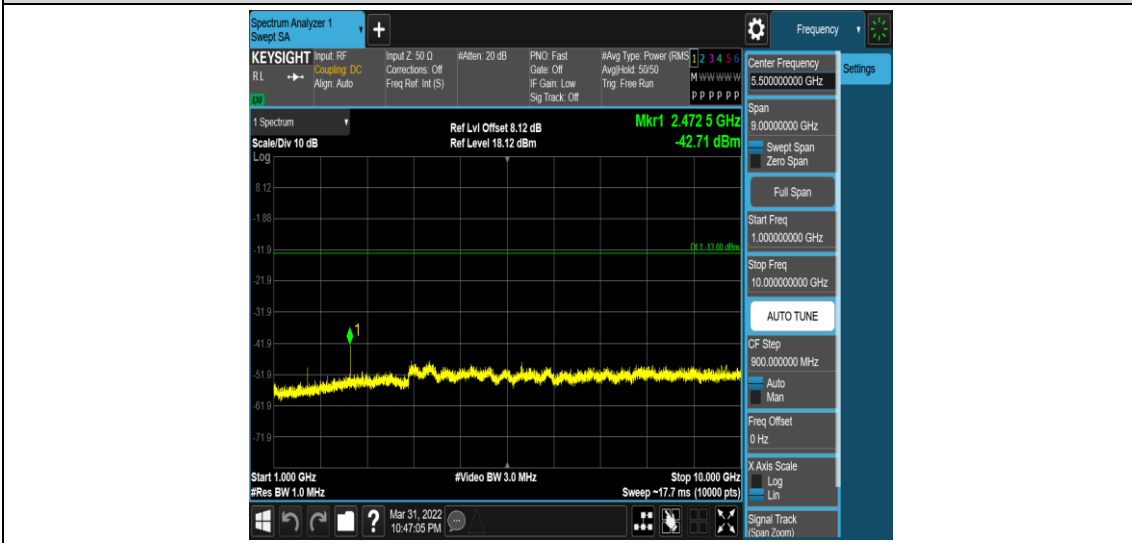 Spectrum Analyzer 1
Swept SA
+
Frequency
KEYSIGHT
RL
LXI
Input: RF
Coupling: DC
Align: Auto
Input Z: 50 Ω
Corrections: Off
Freq Ref: Int (S)
#Atten: 20 dB
PNO: Fast
Gate: Off
IF Gain: Low
Sig Track: Off
#Avg Type: Power (RMS
Avg|Hold: 50/50
Trig: Free Run
1 2 3 4 5 6
M W W W W W
P P P P P P
1 Spectrum
Scale/Div 10 dB
Log
Ref Lvl Offset 8.12 dB
Ref Level 18.12 dBm
Mkr1 2.472 5 GHz
-42.71 dBm
8.12
-1.88
-11.9
-21.9
-31.9
-41.9
-51.9
-61.9
-71.9
DL1 -13.00 dBm
1
Start 1.000 GHz
#Res BW 1.0 MHz
#Video BW 3.0 MHz
Stop 10.000 GHz
Sweep ~17.7 ms (10000 pts)
?
Mar 31, 2022
10:47:05 PM
Center Frequency
5.500000000 GHz
Settings
Span
9.00000000 GHz
Swept Span
Zero Span
Full Span
Start Freq
1.000000000 GHz
Stop Freq
10.000000000 GHz
AUTO TUNE
CF Step
900.000000 MHz
Auto
Man
Freq Offset
0 Hz
X Axis Scale
Log
Lin
Signal Track
(Span Zoom)